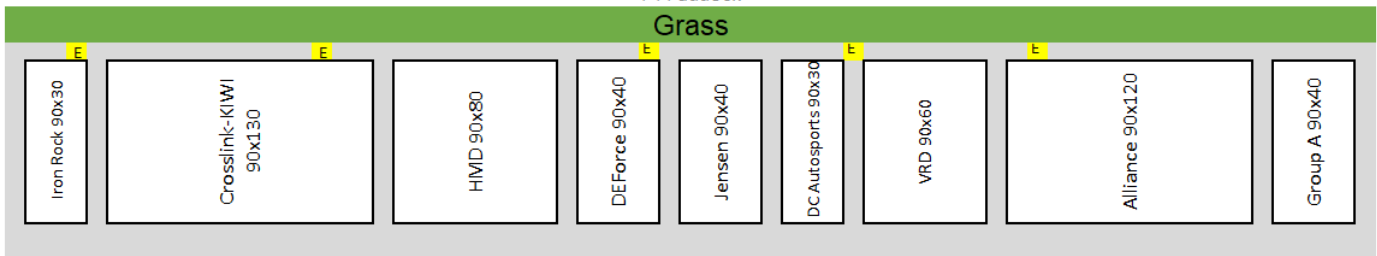 Grass
E
E
E
E
E
Iron Rock 90x30
Crosslink-KIWI
90x130
HMD 90x80
DEForce 90x40
Jensen 90x40
DC Autosports 90x30
VRD 90x60
Alliance 90x120
Group A 90x40